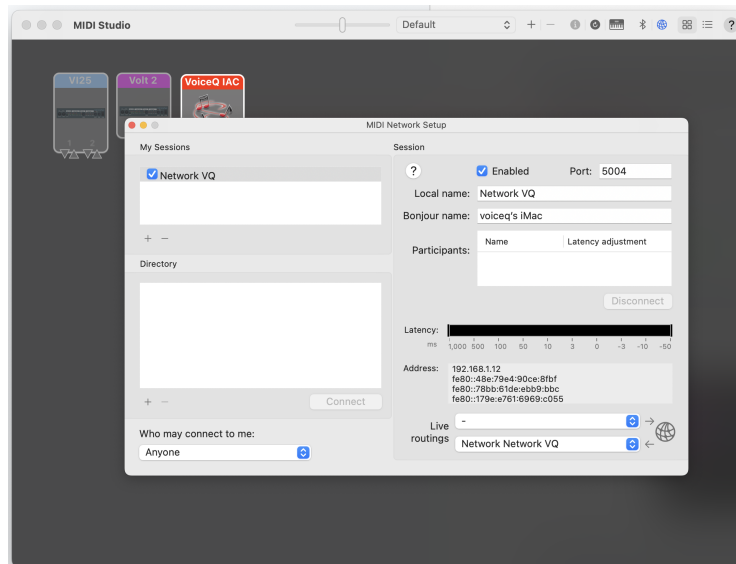 MIDI Studio
Default
VI25
Volt 2
VoiceQ IAC
1 2
MIDI Network Setup
My Sessions
Network VQ
+ −
Directory
+ −
Connect
Who may connect to me:
Anyone
Session
?
Enabled
Port: 5004
Local name: Network VQ
Bonjour name: voiceq's iMac
Participants:
Name Latency adjustment
Disconnect
Latency:
ms 1,000 500 100 50 10 3 0 -3 -10 -50
Address: 192.168.1.12
fe80::48e:79e4:90ce:8fbf
fe80::78bb:61de:ebb9:bbc
fe80::179e:e761:6969:c055
Live routings
-
Network Network VQ